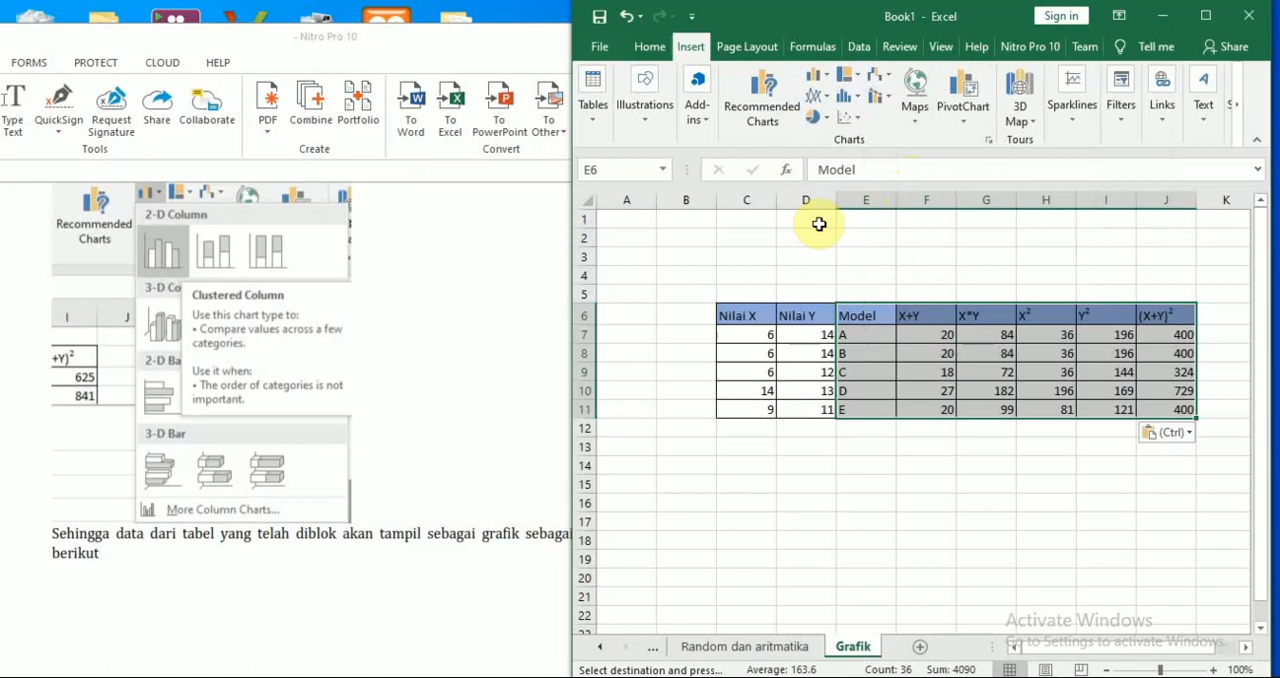 - Nitro Pro 10
FORMS PROTECT CLOUD HELP
Type Text
QuickSign
Request Signature
Share
Collaborate
Tools
PDF
Combine
Portfolio
Create
To Word
To Excel
To PowerPoint
To Other
Convert
Recommended Charts
2-D Column
Clustered Column
Use this chart type to:
• Compare values across a few categories.
Use it when:
• The order of categories is not important.
3-D Co
2-D Ba
3-D Bar
More Column Charts...
I J
+Y)²
625
841
Sehingga data dari tabel yang telah diblok akan tampil sebagai grafik sebagai
berikut
Book1 - Excel
Sign in
File Home Insert Page Layout Formulas Data Review View Help Nitro Pro 10 Team Tell me Share
Tables
Illustrations
Add-ins
Recommended Charts
Maps
PivotChart
Charts
3D Map
Tours
Sparklines
Filters
Links
Text
E6 fx Model
A B C D E F G H I J K
1
2
3
4
5
6 Nilai X Nilai Y Model X+Y X*Y X² Y² (X+Y)²
7 6 14 A 20 84 36 196 400
8 6 14 B 20 84 36 196 400
9 6 12 C 18 72 36 144 324
10 14 13 D 27 182 196 169 729
11 9 11 E 20 99 81 121 400
12 (Ctrl)
13
14
15
16
17
18
19
20
21
22
Activate Windows
Go to Settings to activate Windows.
... Random dan aritmatika Grafik
Select destination and press... Average: 163.6 Count: 36 Sum: 4090 100%